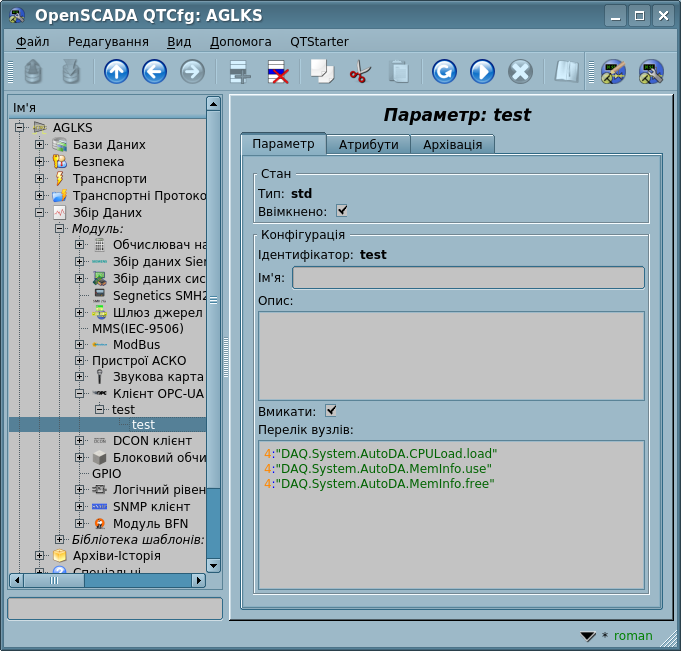 OpenSCADA QTCfg: AGLKS
Файл Редагування Вид Допомога QTStarter
Ім'я
AGLKS
Бази Даних
Безпека
Транспорти
Транспортні Протоко
Збір Даних
Модуль:
Обчислювач на
Збір даних Sie
Збір даних сис
Segnetics SMH2
Шлюз джерел
MMS(IEC-9506)
ModBus
Пристрої АСКО
Звукова карта
Клієнт OPC-UA
test
test
DCON клієнт
Блоковий обчи
GPIO
Логічний рівен
SNMP клієнт
Модуль BFN
Бібліотека шаблонів:
Архіви-Історія
Спеціальні
Параметр: test
Параметр Атрибути Архівація
Стан
Тип: std
Ввімкнено:
Конфігурація
Ідентифікатор: test
Ім'я:
Опис:
Вмикати:
Перелік вузлів:
4:"DAQ.System.AutoDA.CPULoad.load"
4:"DAQ.System.AutoDA.MemInfo.use"
4:"DAQ.System.AutoDA.MemInfo.free"
* roman